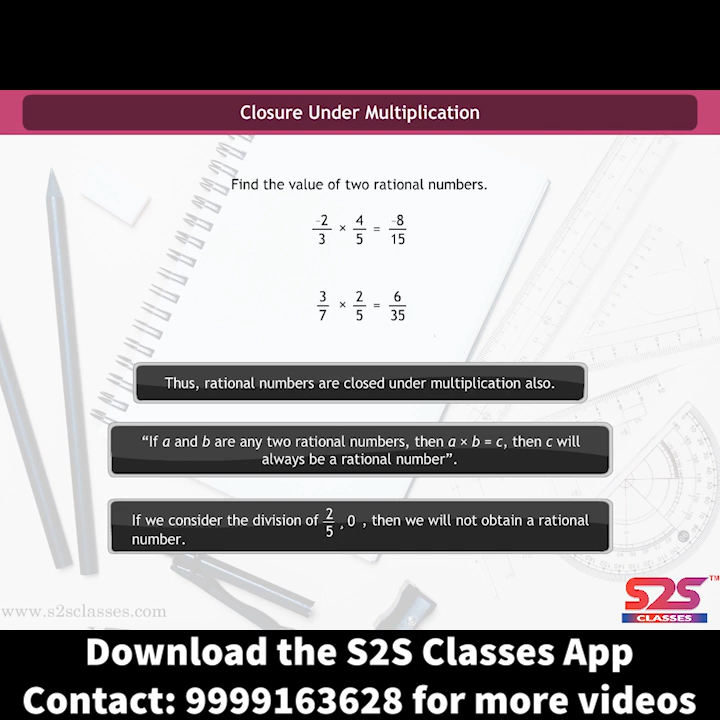 Closure Under Multiplication
Find the value of two rational numbers.
-2/3 × 4/5 = -8/15
3/7 × 2/5 = 6/35
Thus, rational numbers are closed under multiplication also.
“If a and b are any two rational numbers, then a × b = c, then c will
always be a rational number”.
If we consider the division of 2/5 , 0 , then we will not obtain a rational
number.
S2S TM
CLASSES
www.s2sclasses.com
Download the S2S Classes App
Contact: 9999163628 for more videos